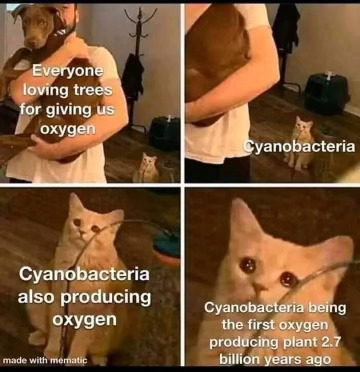 Everyone
loving trees
for giving us
oxygen
Cyanobacteria
Cyanobacteria
also producing
oxygen
Cyanobacteria being
the first oxygen
producing plant 2.7
billion years ago
made with mematic